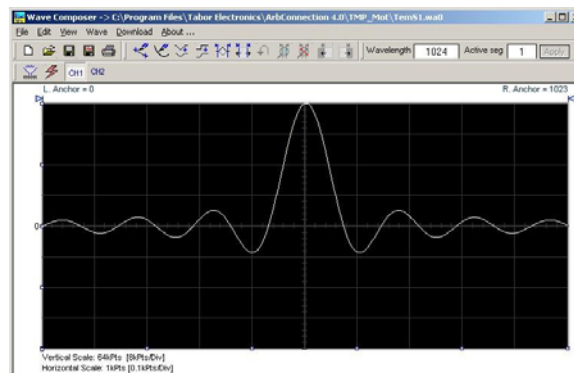 Wave Composer -> C:\Program Files\Tabor Electronics\ArbConnection 4.0\TMP_Mot\Tem$1.wa0
File Edit View Wave Download About ...
Wavelength 1024 Active seg 1 Apply
CH1 CH2
L. Anchor = 0 R. Anchor = 1023
0
Vertical Scale: 64kPts [8kPts/Div]
Horizontal Scale: 1kPts [0.1kPts/Div]